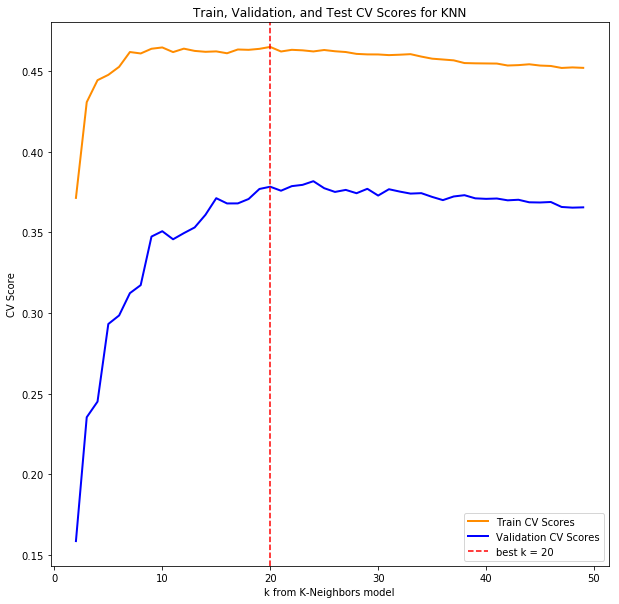 Train, Validation, and Test CV Scores for KNN
0.45
0.40
0.35
0.30
0.25
0.20
0.15
CV Score
0
10
20
30
40
50
k from K-Neighbors model
Train CV Scores
Validation CV Scores
best k = 20